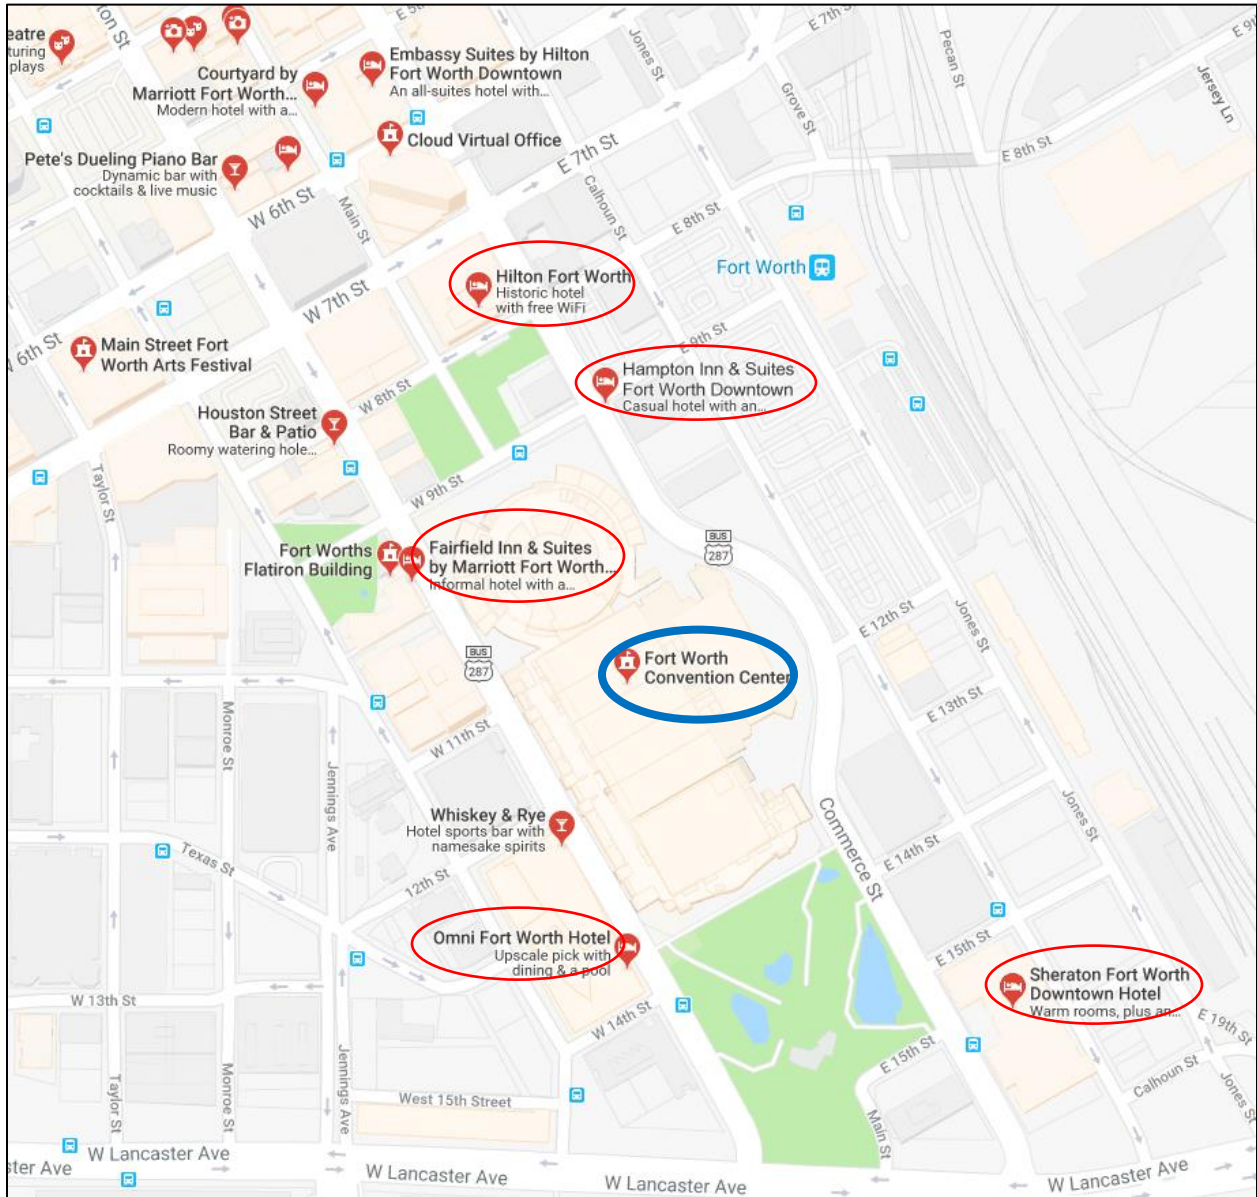 E 5th
E 7th St
E 9th
ton St
eatre
turing
plays
Jones St
Pecan St
Jersey Ln
Courtyard by
Marriott Fort Worth...
Modern hotel with a...
Embassy Suites by Hilton
Fort Worth Downtown
An all-suites hotel with...
Grove St
Cloud Virtual Office
E 7th St
E 8th St
Pete's Dueling Piano Bar
Dynamic bar with
cocktails & live music
W 6th St
Main St
Calhoun St
E 8th St
Hilton Fort Worth
Historic hotel
with free WiFi
Fort Worth
W 7th St
W 6th St
Main Street Fort
Worth Arts Festival
E 9th St
Hampton Inn & Suites
Fort Worth Downtown
Casual hotel with an...
W 8th St
Houston Street
Bar & Patio
Roomy watering hole...
Taylor St
W 9th St
Fort Worths
Flatiron Building
Fairfield Inn & Suites
by Marriott Fort Worth...
Informal hotel with a...
BUS
287
E 12th St
Jones St
BUS
287
Fort Worth
Convention Center
E 13th St
Monroe St
W 11th St
Jennings Ave
Whiskey & Rye
Hotel sports bar with
namesake spirits
Commerce St
Jones St
Texas St
12th St
E 14th St
Omni Fort Worth Hotel
Upscale pick with
dining & a pool
E 15th St
Sheraton Fort Worth
Downtown Hotel
Warm rooms, plus an...
W 13th St
W 14th St
E 19th St
E 15th St
Calhoun St
Taylor St
Monroe St
Jennings Ave
West 15th Street
Main St
Jones St
W Lancaster Ave
ster Ave
W Lancaster Ave
W Lancaster Ave
W Lancaster Ave